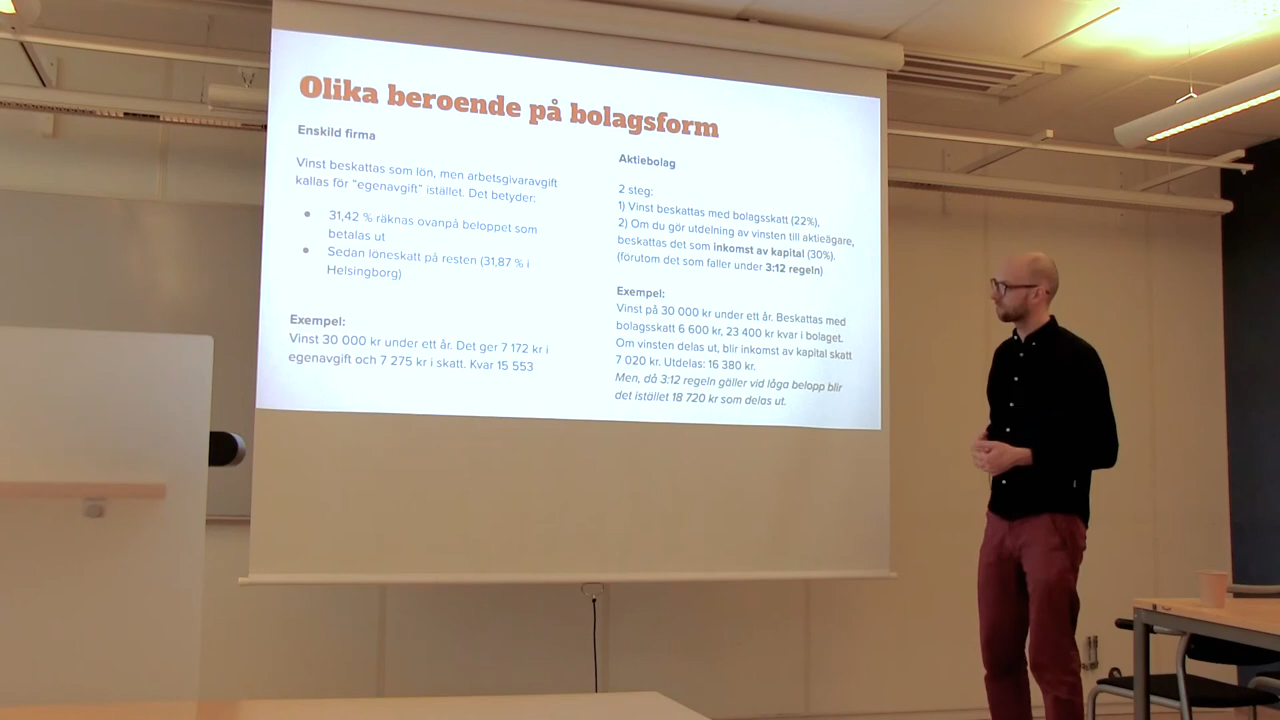 Olika beroende på bolagsform
Enskild firma
Vinst beskattas som lön, men arbetsgivaravgift
kallas för "egenavgift" istället. Det betyder:
● 31,42 % räknas ovanpå beloppet som
betalas ut
● Sedan löneskatt på resten (31,87 % i
Helsingborg)
Exempel:
Vinst 30 000 kr under ett år. Det ger 7 172 kr i
egenavgift och 7 275 kr i skatt. Kvar 15 553
Aktiebolag
2 steg:
1) Vinst beskattas med bolagsskatt (22%).
2) Om du gör utdelning av vinsten till aktieägare,
beskattas det som inkomst av kapital (30%).
(förutom det som faller under 3:12 regeln)
Exempel:
Vinst på 30 000 kr under ett år. Beskattas med
bolagsskatt 6 600 kr, 23 400 kr kvar i bolaget.
Om vinsten delas ut, blir inkomst av kapital skatt
7 020 kr. Utdelas: 16 380 kr.
Men, då 3:12 regeln gäller vid låga belopp blir
det istället 18 720 kr som delas ut.